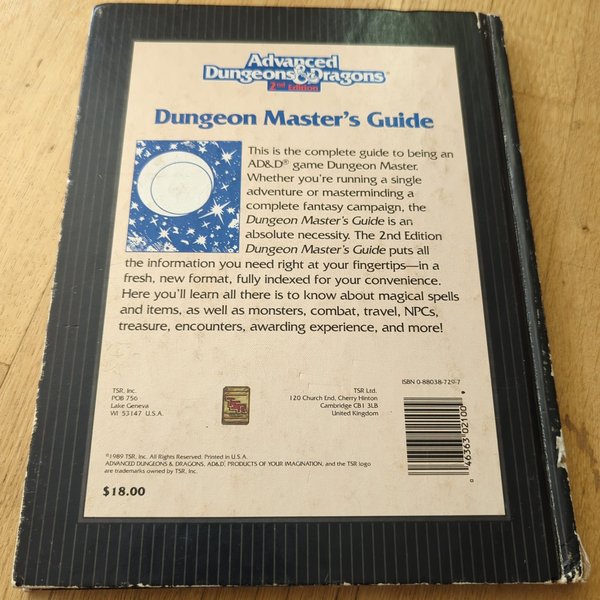 Advanced
Dungeons & Dragons®
2nd Edition
Dungeon Master's Guide
This is the complete guide to being an
AD&D® game Dungeon Master.
Whether you're running a single
adventure or masterminding a
complete fantasy campaign, the
Dungeon Master's Guide is an
absolute necessity. The 2nd Edition
Dungeon Master's Guide puts all
the information you need right at your fingertips—in a
fresh, new format, fully indexed for your convenience.
Here you'll learn all there is to know about magical spells
and items, as well as monsters, combat, travel, NPCs,
treasure, encounters, awarding experience, and more!
TSR, Inc.
POB 756
Lake Geneva
WI 53147 U.S.A.
TSR
TSR Ltd.
120 Church End, Cherry Hinton
Cambridge CB1 3LB
United Kingdom
ISBN 0-88038-729-7
0 46363 02100 9
©1989 TSR, Inc. All Rights Reserved. Printed in U.S.A.
ADVANCED DUNGEONS & DRAGONS, AD&D, PRODUCTS OF YOUR IMAGINATION, and the TSR logo
are trademarks owned by TSR, Inc.
$18.00